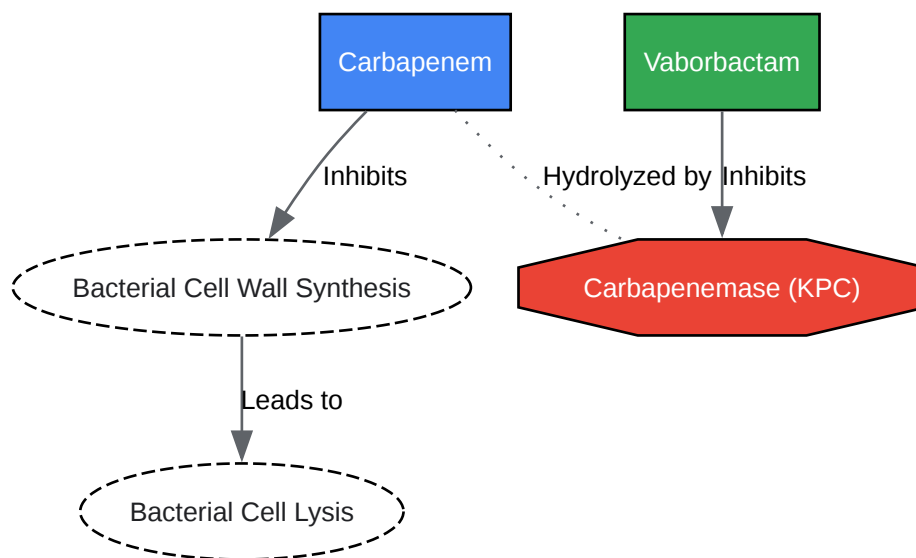 Carbapenem
Vaborbactam
Inhibits
Hydrolyzed by
Inhibits
Bacterial Cell Wall Synthesis
Carbapenemase (KPC)
Leads to
Bacterial Cell Lysis